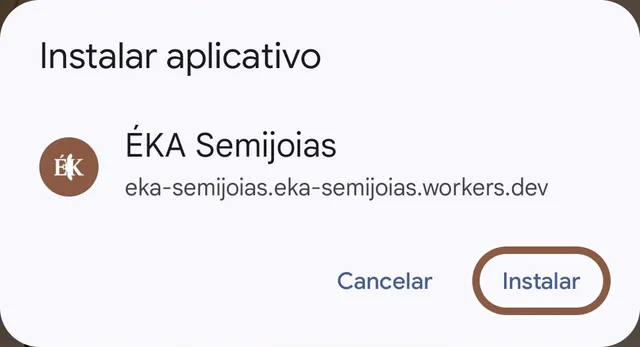 Instalar aplicativo
ÉK
ÉKA Semijoias
eka-semijoias.eka-semijoias.workers.dev
Cancelar
Instalar